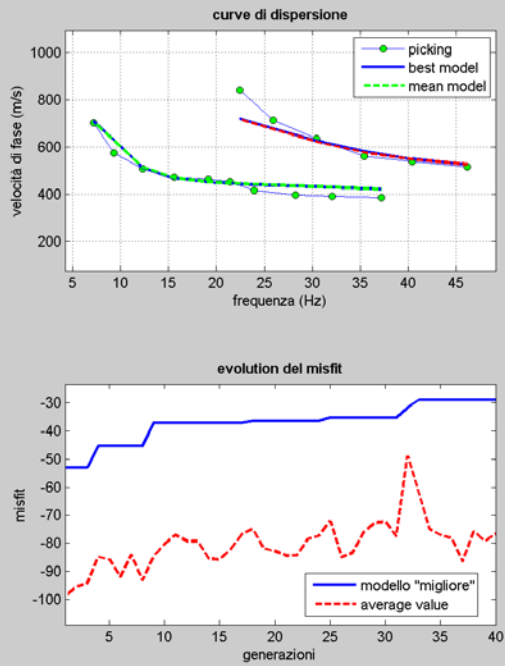 curve di dispersione
1000
800
600
400
200
picking
best model
mean model
velocità di fase (m/s)
5 10 15 20 25 30 35 40 45
frequenza (Hz)
evolution del misfit
-30
-40
-50
-60
-70
-80
-90
-100
misfit
modello "migliore"
average value
5 10 15 20 25 30 35 40
generazioni